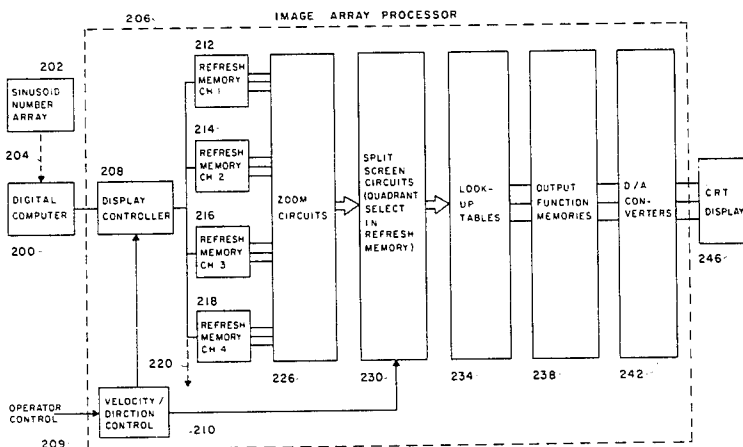 206
IMAGE ARRAY PROCESSOR
202
SINUSOID
NUMBER
ARRAY
204
DIGITAL
COMPUTER
200
208
DISPLAY
CONTROLLER
212
REFRESH
MEMORY
CH 1
214
REFRESH
MEMORY
CH 2
216
REFRESH
MEMORY
CH 3
218
REFRESH
MEMORY
CH 4
220
ZOOM
CIRCUITS
226
SPLIT
SCREEN
CIRCUITS
(QUADRANT
SELECT
IN
REFRESH
MEMORY)
230
LOOK-
UP
TABLES
234
OUTPUT
FUNCTION
MEMORIES
238
D/A
CON-
VERTERS
242
CRT
DISPLAY
246
OPERATOR
CONTROL
209
VELOCITY /
DIRCTION
CONTROL
210